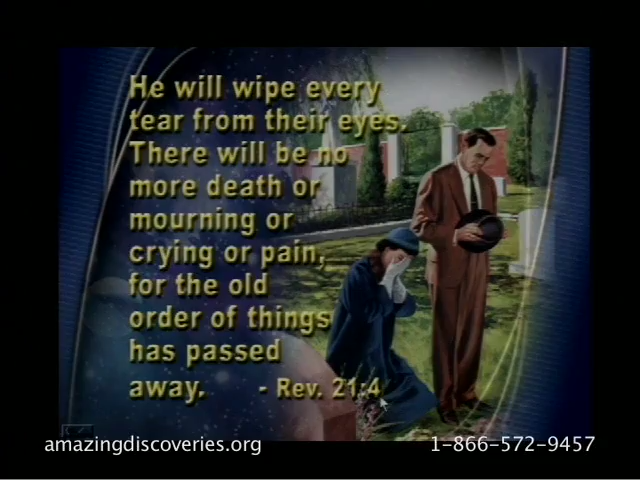 He will wipe every
tear from their eyes.
There will be no
more death or
mourning or
crying or pain,
for the old
order of things
has passed
away. - Rev. 21:4
amazingdiscoveries.org 1-866-572-9457